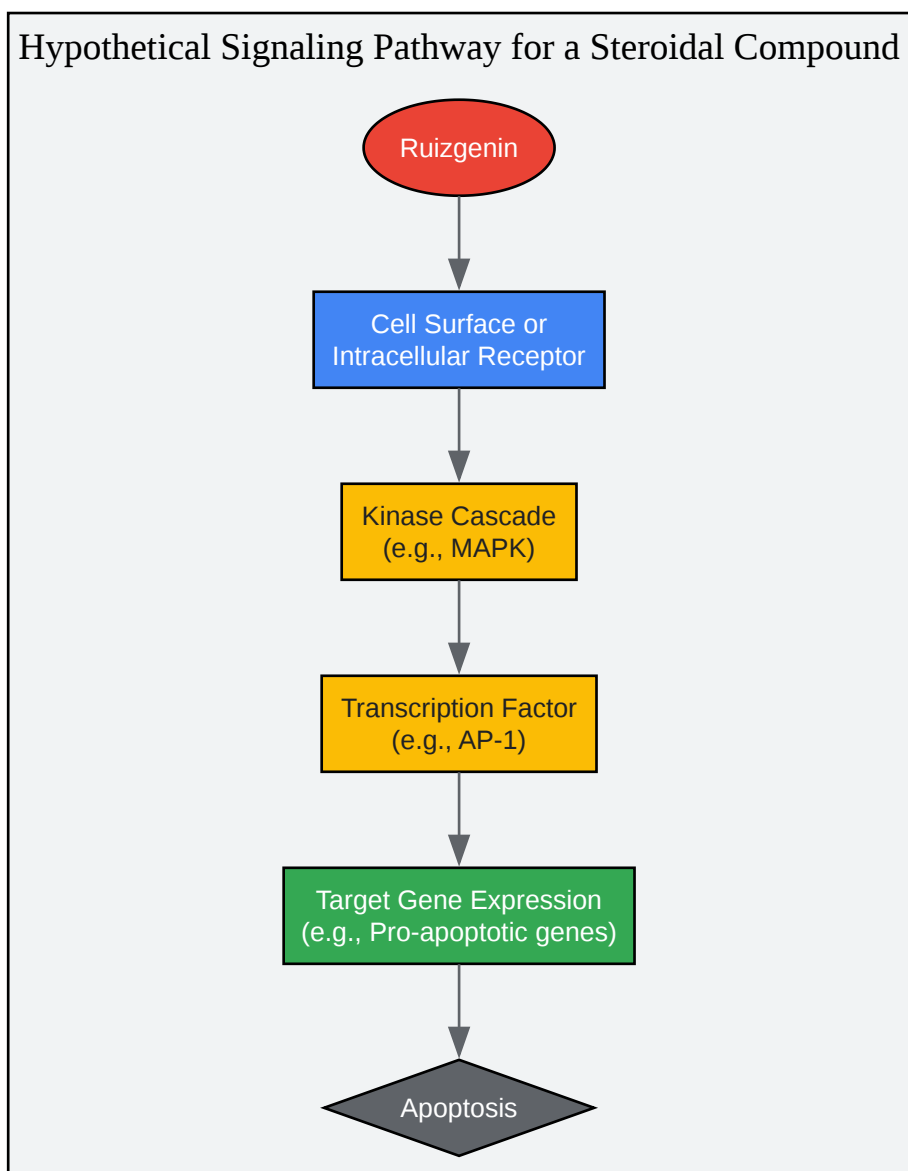 Hypothetical Signaling Pathway for a Steroidal Compound
Ruizgenin
Cell Surface or
Intracellular Receptor
Kinase Cascade
(e.g., MAPK)
Transcription Factor
(e.g., AP-1)
Target Gene Expression
(e.g., Pro-apoptotic genes)
Apoptosis